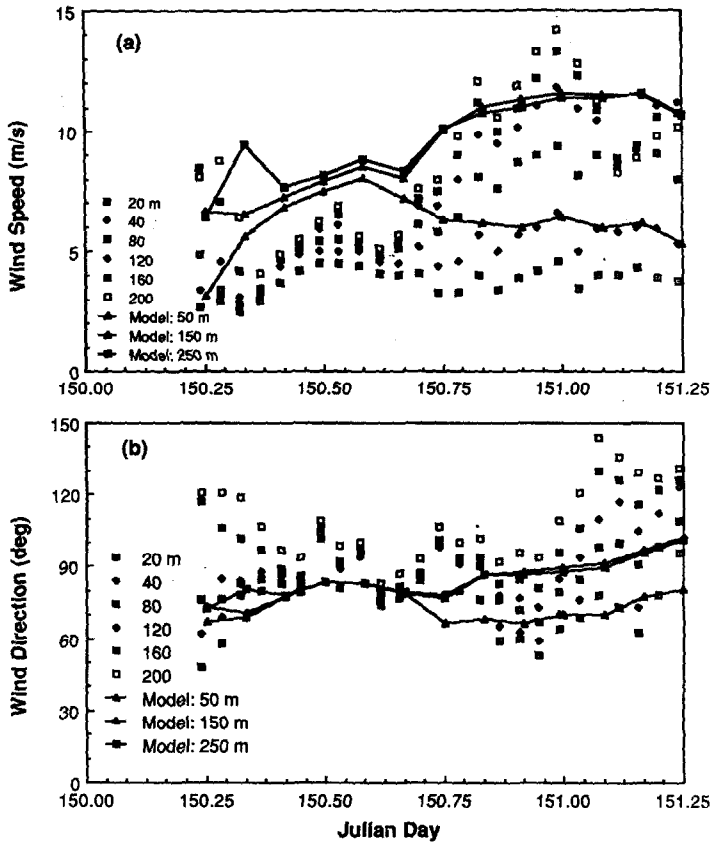 (a)
15
10
5
0
Wind Speed (m/s)
20 m
40
80
120
160
200
Model: 50 m
Model: 150 m
Model: 250 m
150.00 150.25 150.50 150.75 151.00 151.25
(b)
150
120
90
60
30
0
Wind Direction (deg)
20 m
40
80
120
160
200
Model: 50 m
Model: 150 m
Model: 250 m
150.00 150.25 150.50 150.75 151.00 151.25
Julian Day